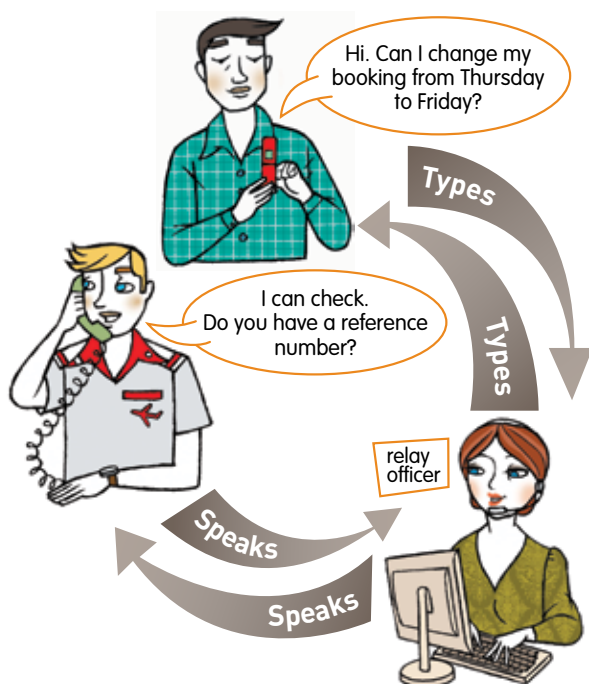 Hi. Can I change my
booking from Thursday
to Friday?
Types
I can check.
Do you have a reference
number?
Types
relay
officer
Speaks
Speaks